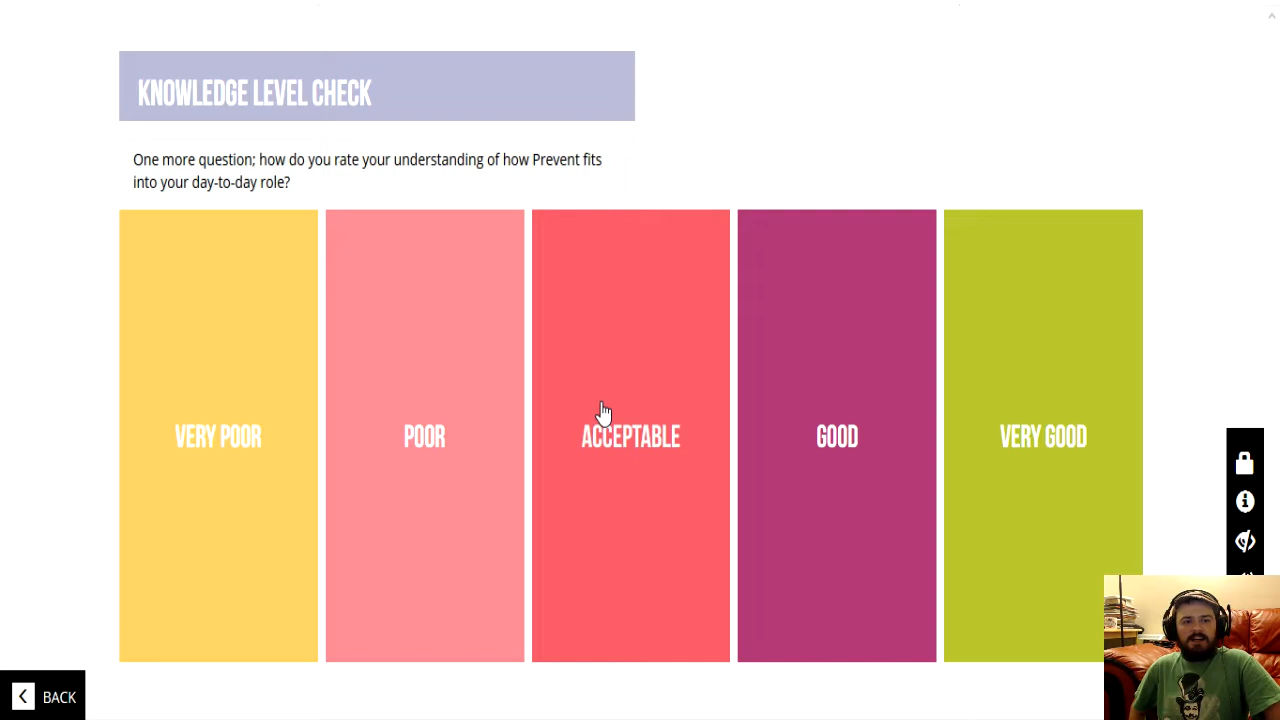 KNOWLEDGE LEVEL CHECK
One more question; how do you rate your understanding of how Prevent fits
into your day-to-day role?
VERY POOR
POOR
ACCEPTABLE
GOOD
VERY GOOD
BACK